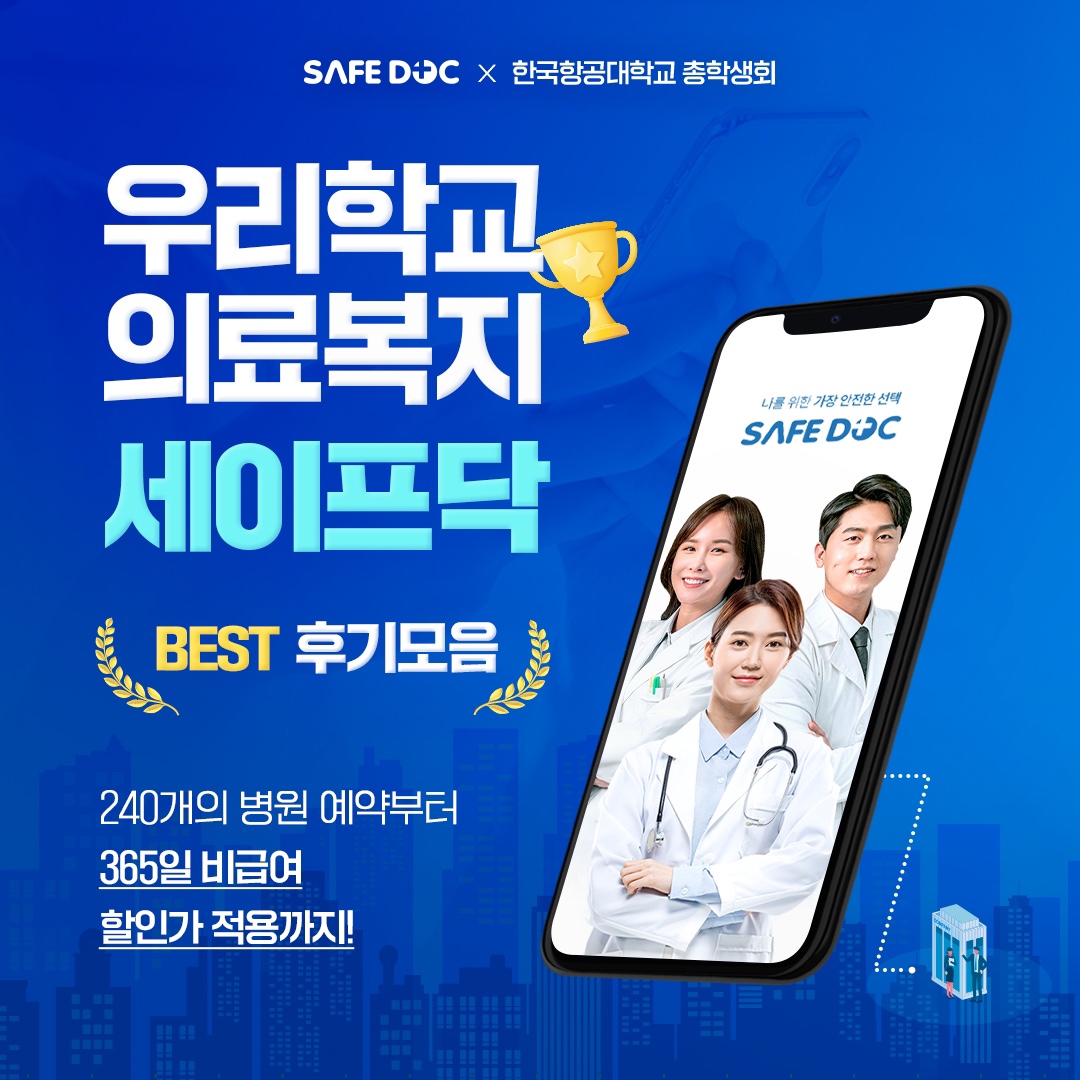 SAFE DOC × 한국항공대학교 총학생회
우리학교
의료복지
세이프닥
BEST 후기모음
240개의 병원 예약부터
365일 비급여
할인가 적용까지!
나를 위한 가장 안전한 선택
SAFE DOC